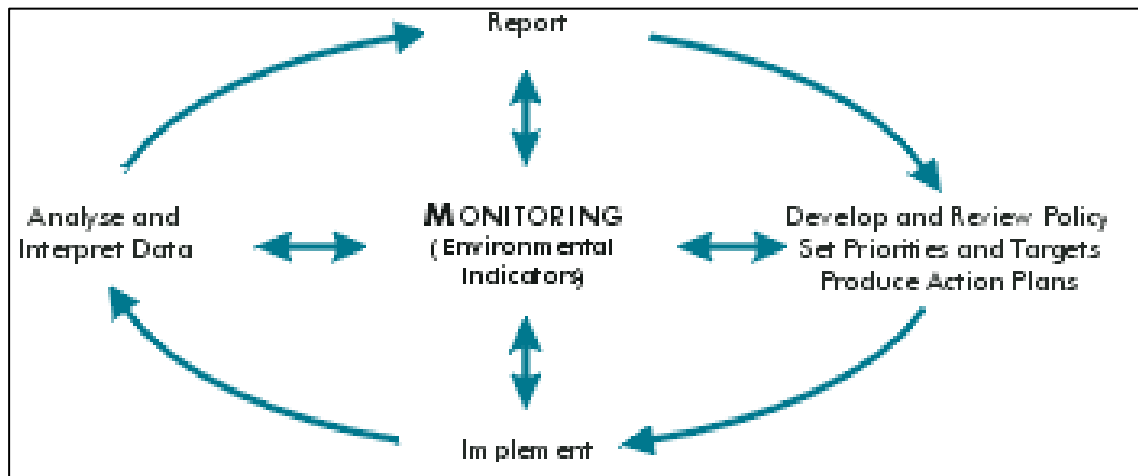 Report
Analyse and
Interpret Data
MONITORING
(Environmental
Indicators)
Develop and Review Policy
Set Priorities and Targets
Produce Action Plans
Implement